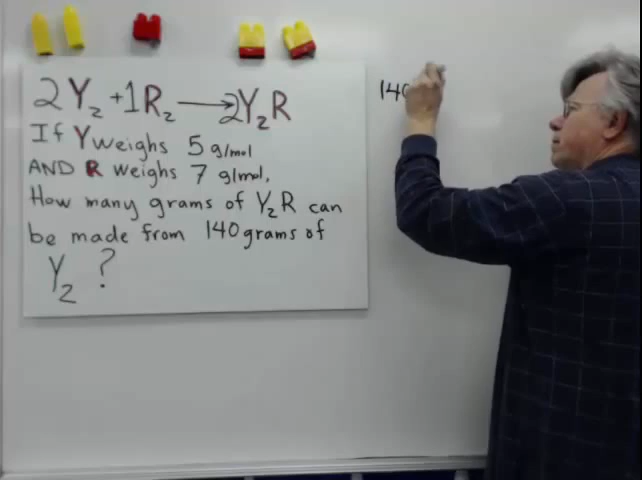 2Y₂ + 1R₂ → 2Y₂R
If Y weighs 5 g/mol
AND R weighs 7 g/mol,
How many grams of Y₂R can
be made from 140 grams of
Y₂ ?
140